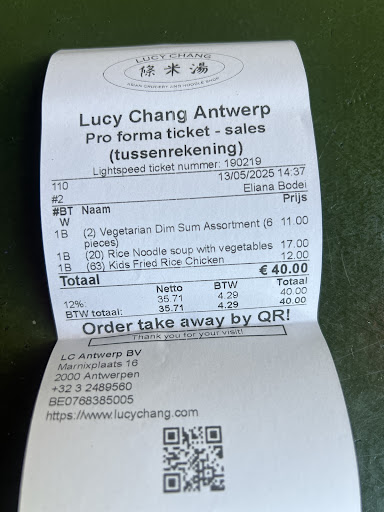 LUCY CHANG
條米湯
ASIAN GROCERY AND NOODLE SHOP
Lucy Chang Antwerp
Pro forma ticket - sales
(tussenrekening)
Lightspeed ticket nummer: 190219
110 13/05/2025 14:37
#2 Eliana Bodei
#BT Naam Prijs
W
1B (2) Vegetarian Dim Sum Assortment (6 11.00
pieces)
1B (20) Rice Noodle soup with vegetables 17.00
1B (63) Kids Fried Rice Chicken 12.00
Totaal € 40.00
Netto BTW Totaal
12%: 35.71 4.29 40.00
BTW totaal: 35.71 4.29 40.00
Order take away by QR!
Thank you for your visit!
LC Antwerp BV
Marnixplaats 16
2000 Antwerpen
+32 3 2489560
BE0768385005
https://www.lucychang.com